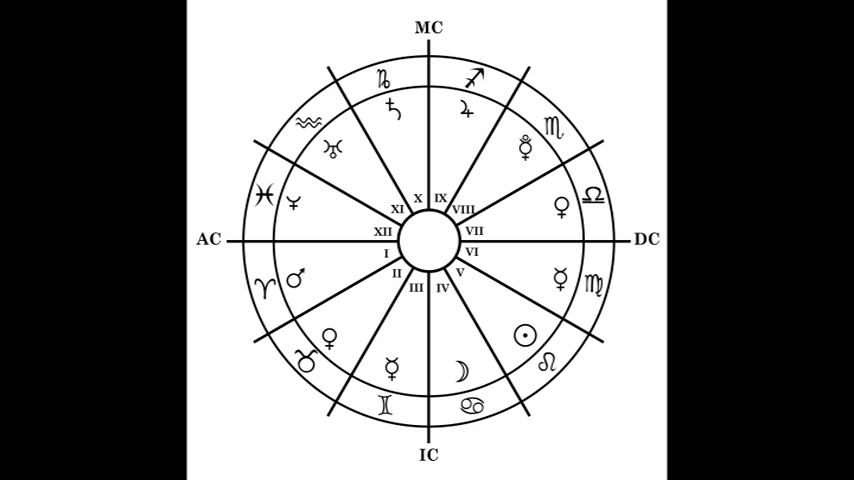 MC
♑ ♐
♄ ♃
♒ ♏
♅ ♇
♓ ♎
♆ ♀
X IX
XI VIII
XII VII
AC DC
I VI
II V
III IV
♈ ♂ ☿ ♍
♀ ☉
♉ ♌
☿ ☽
♊ ♋
IC